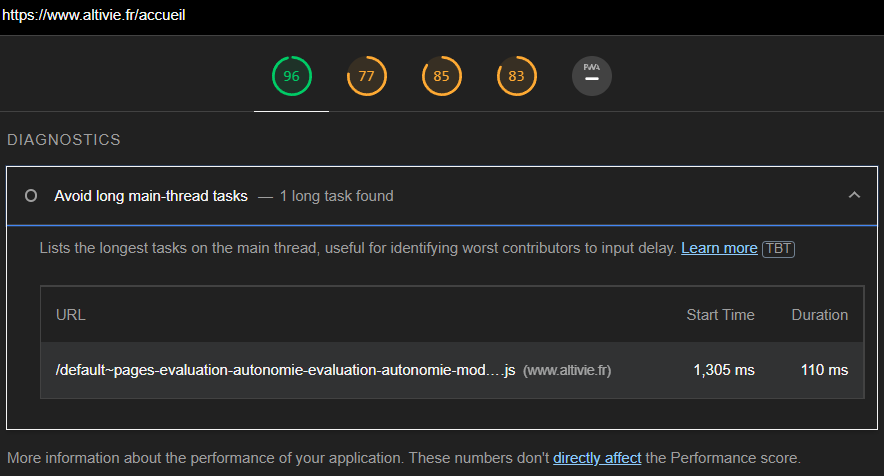 https://www.altivie.fr/accueil
96 77 85 83 PWA
DIAGNOSTICS
Avoid long main-thread tasks — 1 long task found
Lists the longest tasks on the main thread, useful for identifying worst contributors to input delay. Learn more TBT
URL Start Time Duration
/default~pages-evaluation-autonomie-evaluation-autonomie-mod….js (www.altivie.fr) 1,305 ms 110 ms
More information about the performance of your application. These numbers don't directly affect the Performance score.